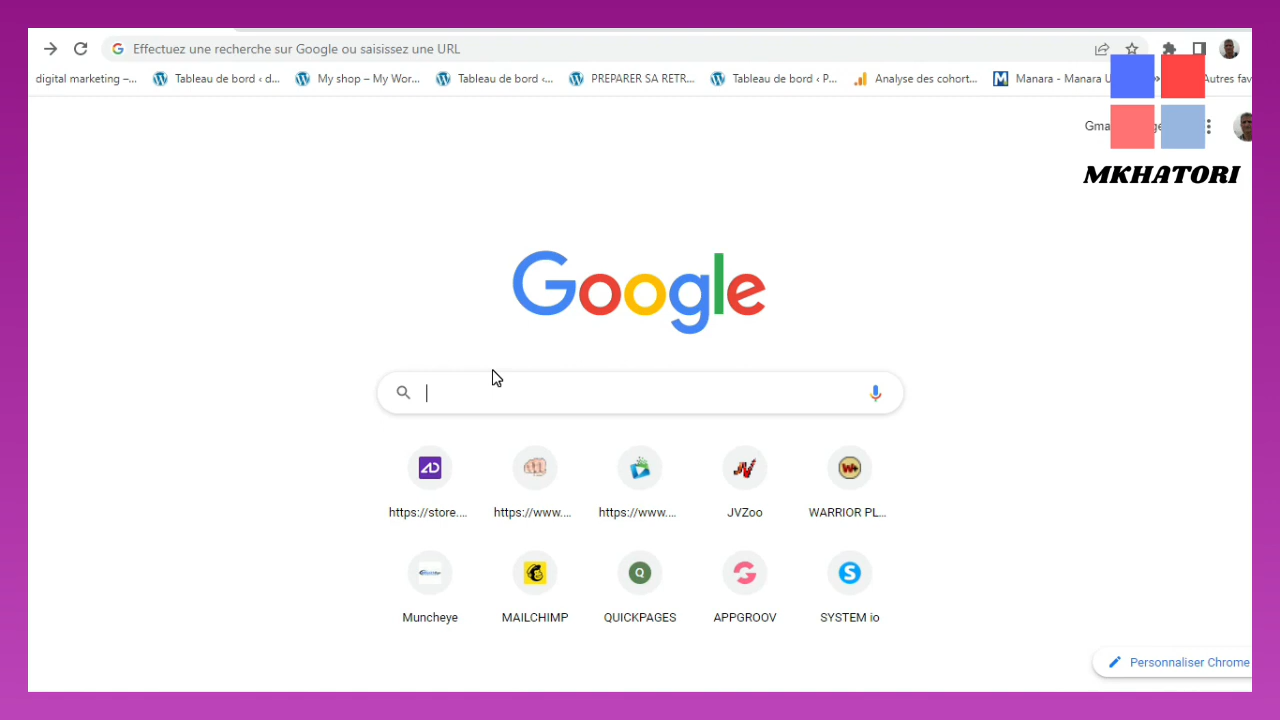 Effectuez une recherche sur Google ou saisissez une URL
digital marketing –... Tableau de bord ‹ d... My shop – My Wor... Tableau de bord ‹... PREPARER SA RETR... Tableau de bord ‹ P... Analyse des cohort... Manara - Manara U » Autres fav
Gma
MKHATORI
Google
https://store.... https://www.... https://www.... JVZoo WARRIOR PL...
Muncheye MAILCHIMP QUICKPAGES APPGROOV SYSTEM io
Personnaliser Chrome